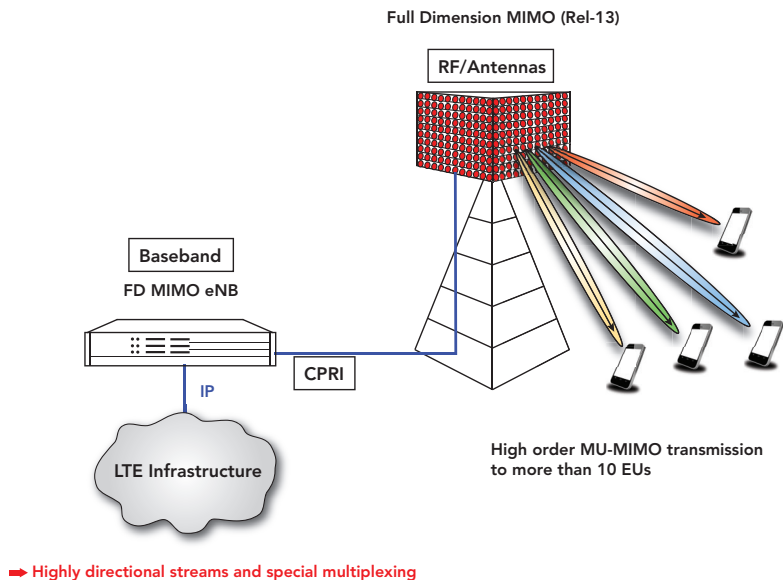 Full Dimension MIMO (Rel-13)
RF/Antennas
Baseband
FD MIMO eNB
CPRI
IP
LTE Infrastructure
High order MU-MIMO transmission
to more than 10 EUs
Highly directional streams and special multiplexing